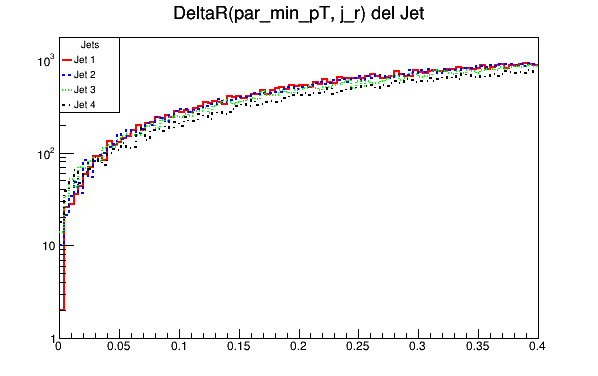 DeltaR(par_min_pT, j_r) del Jet
Jets
Jet 1
Jet 2
Jet 3
Jet 4
10³
10²
10
1
0 0.05 0.1 0.15 0.2 0.25 0.3 0.35 0.4